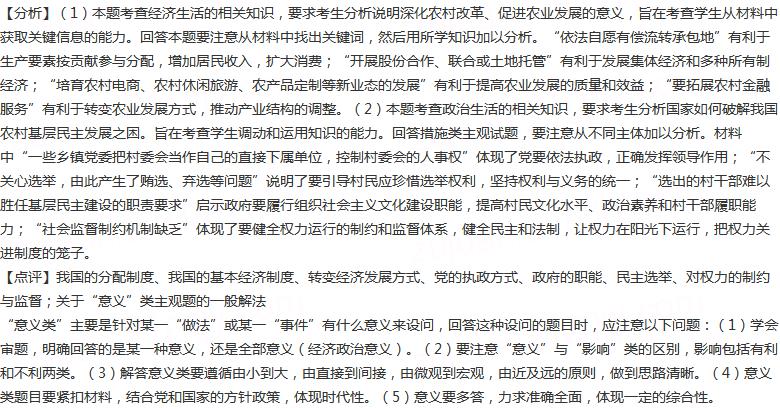 【分析】（1）本题考查经济生活的相关知识，要求考生分析说明深化农村改革、促进农业发展的意义，旨在考查学生从材料中
获取关键信息的能力。回答本题要注意从材料中找出关键词，然后用所学知识加以分析。“依法自愿有偿流转承包地”有利于
生产要素按贡献参与分配，增加居民收入，扩大消费；“开展股份合作、联合或土地托管”有利于发展集体经济和多种所有制
经济；“培育农村电商、农村休闲旅游、农产品定制等新业态的发展”有利于提高农业发展的质量和效益；“要拓展农村金融
服务”有利于转变农业发展方式，推动产业结构的调整。（2）本题考查政治生活的相关知识，要求考生分析国家如何破解我国
农村基层民主发展之困。旨在考查学生调动和运用知识的能力。回答措施类主观试题，要注意从不同主体加以分析。材料
中“一些乡镇党委把村委会当作自己的直接下属单位，控制村委会的人事权”体现了党要依法执政，正确发挥领导作用；“不
关心选举，由此产生了贿选、弃选等问题”说明了要引导村民应珍惜选举权利，坚持权利与义务的统一；“选出的村干部难以
胜任基层民主建设的职责要求”启示政府要履行组织社会主义文化建设职能，提高村民文化水平、政治素养和村干部履职能
力；“社会监督制约机制缺乏”体现了要健全权力运行的制约和监督体系，健全民主和法制，让权力在阳光下运行，把权力关
进制度的笼子。
【点评】我国的分配制度、我国的基本经济制度、转变经济发展方式、党的执政方式、政府的职能、民主选举、对权力的制约
与监督；关于“意义”类主观题的一般解法
“意义类”主要是针对某一“做法”或某一“事件”有什么意义来设问，回答这种设问的题目时，应注意以下问题：（1）学会
审题，明确回答的是某一种意义，还是全部意义（经济政治意义）。（2）要注意“意义”与“影响”类的区别，影响包括有利
和不利两类。（3）解答意义类要遵循由小到大，由直接到间接，由微观到宏观，由近及远的原则，做到思路清晰。（4）意义
类题目要紧扣材料，结合党和国家的方针政策，体现时代性。（5）意义要多答，力求准确全面，体现一定的综合性。